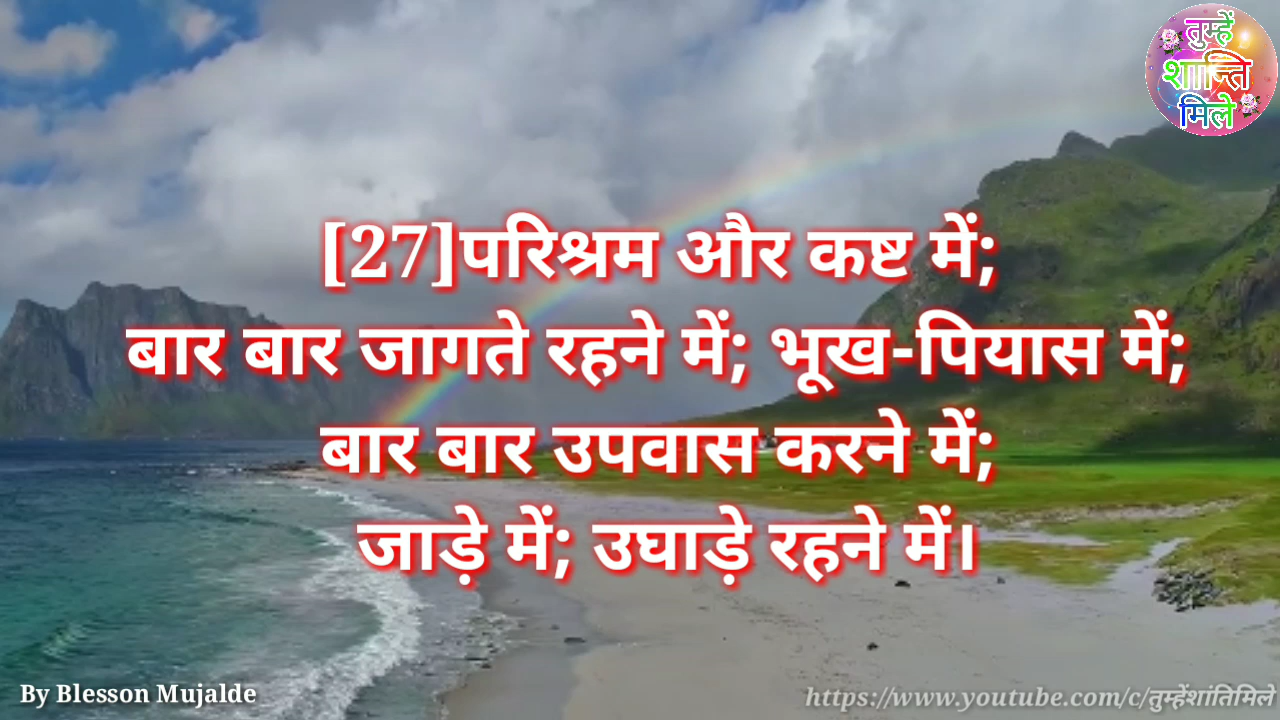 तुम्हें
शान्ति
मिले
[27]परिश्रम और कष्ट में;
बार बार जागते रहने में; भूख-पियास में;
बार बार उपवास करने में;
जाड़े में; उघाड़े रहने में।
By Blesson Mujalde
https://www.youtube.com/c/तुम्हेंशांतिमिले